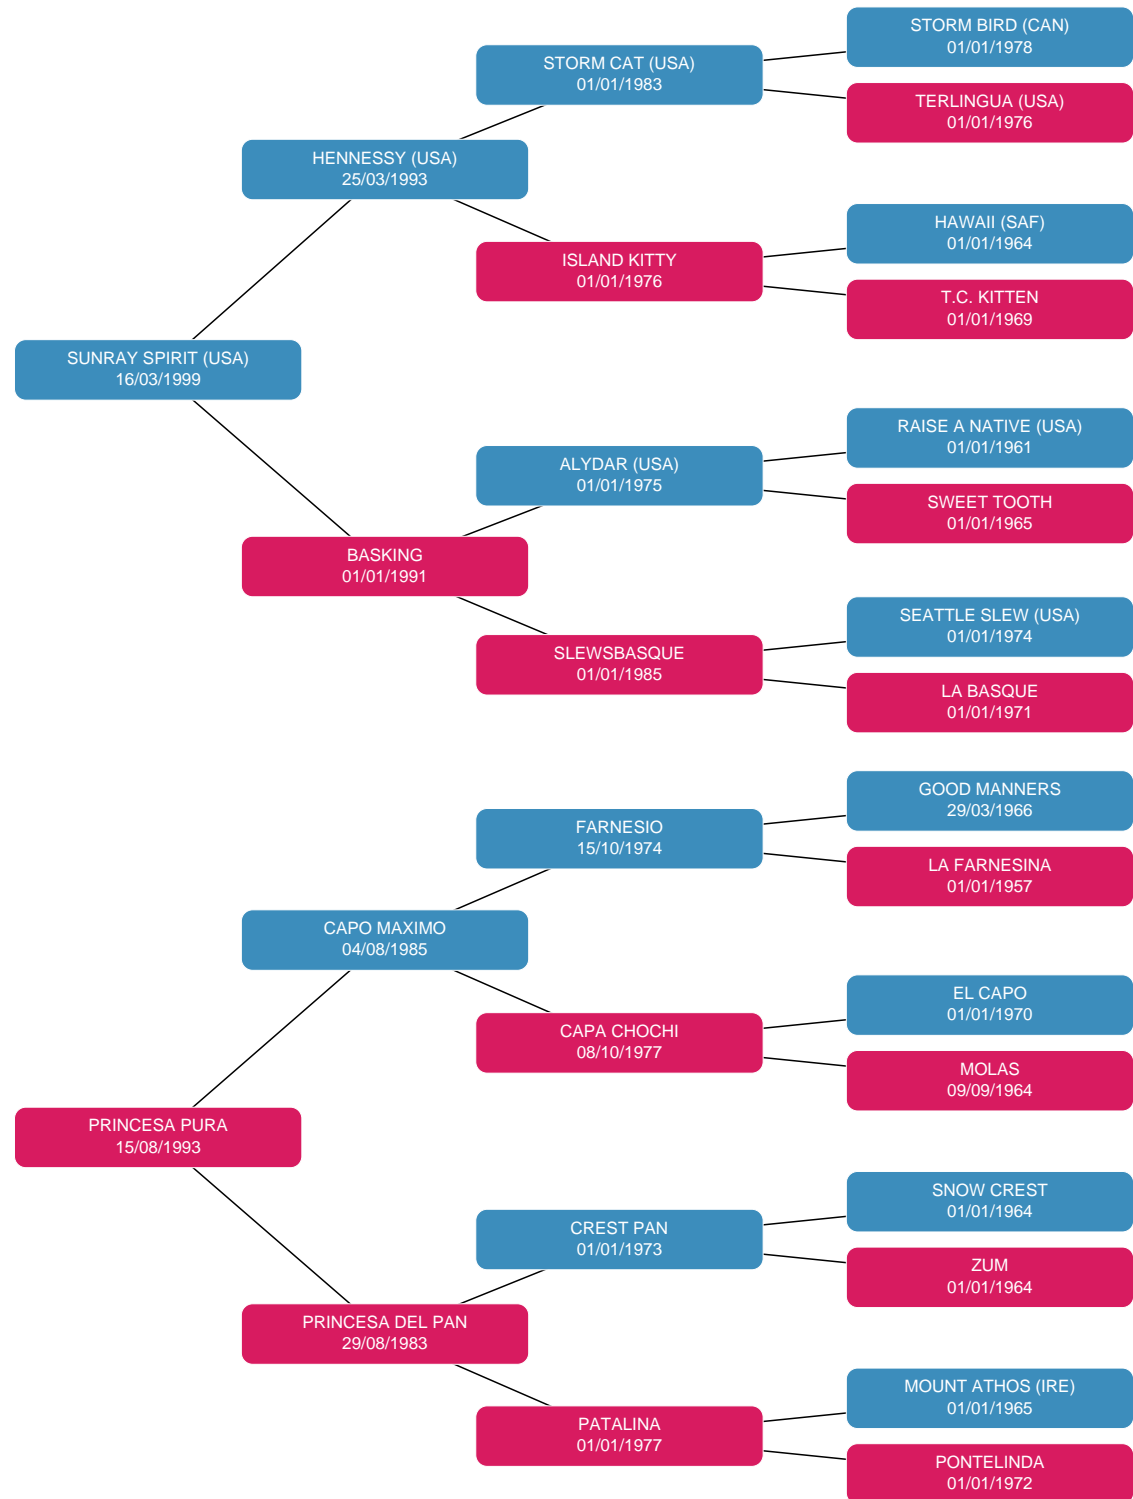 STORM BIRD (CAN)
01/01/1978
STORM CAT (USA)
01/01/1983
TERLINGUA (USA)
01/01/1976
HENNESSY (USA)
25/03/1993
HAWAII (SAF)
01/01/1964
ISLAND KITTY
01/01/1976
T.C. KITTEN
01/01/1969
SUNRAY SPIRIT (USA)
16/03/1999
RAISE A NATIVE (USA)
01/01/1961
ALYDAR (USA)
01/01/1975
SWEET TOOTH
01/01/1965
BASKING
01/01/1991
SEATTLE SLEW (USA)
01/01/1974
SLEWSBASQUE
01/01/1985
LA BASQUE
01/01/1971
GOOD MANNERS
29/03/1966
FARNESIO
15/10/1974
LA FARNESINA
01/01/1957
CAPO MAXIMO
04/08/1985
EL CAPO
01/01/1970
CAPA CHOCHI
08/10/1977
MOLAS
09/09/1964
PRINCESA PURA
15/08/1993
SNOW CREST
01/01/1964
CREST PAN
01/01/1973
ZUM
01/01/1964
PRINCESA DEL PAN
29/08/1983
MOUNT ATHOS (IRE)
01/01/1965
PATALINA
01/01/1977
PONTELINDA
01/01/1972